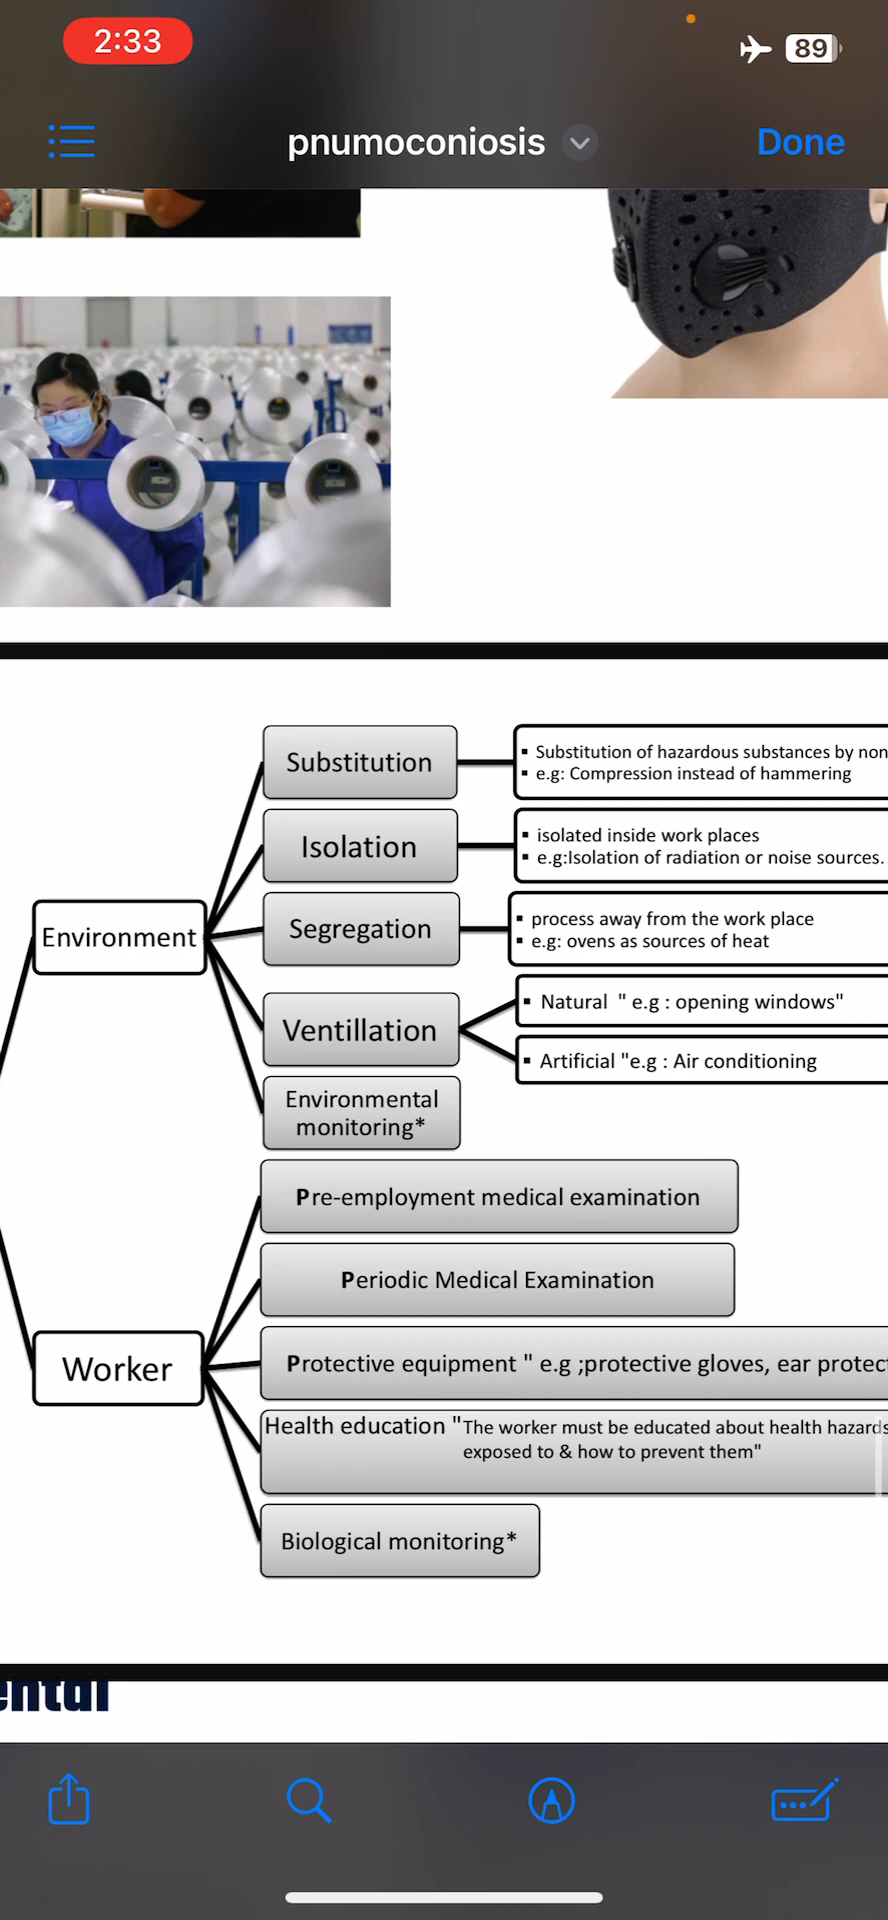 2:33
89
pnumoconiosis
Done
Substitution
▪ Substitution of hazardous substances by non
▪ e.g: Compression instead of hammering
Isolation
▪ isolated inside work places
▪ e.g:Isolation of radiation or noise sources.
Environment
Segregation
▪ process away from the work place
▪ e.g: ovens as sources of heat
Ventillation
▪ Natural " e.g : opening windows"
▪ Artificial "e.g : Air conditioning
Environmental
monitoring*
Pre-employment medical examination
Periodic Medical Examination
Worker
Protective equipment " e.g ;protective gloves, ear protect
Health education "The worker must be educated about health hazards
exposed to & how to prevent them"
Biological monitoring*
ental